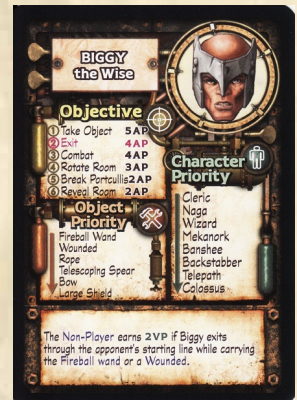 BIGGY
the Wise
Objective
1 Take Object 5AP
2 Exit 4AP
3 Combat 4AP
4 Rotate Room 3AP
5 Break Portcullis 2AP
6 Reveal Room 2AP
Character
Priority
Cleric
Naga
Wizard
Mekanork
Banshee
Backstabber
Telepath
Colossus
Object
Priority
Fireball Wand
Wounded
Rope
Telescoping Spear
Bow
Large Shield
The Non-Player earns 2VP if Biggy exits
through the opponent's starting line while carrying
the Fireball wand or a Wounded.